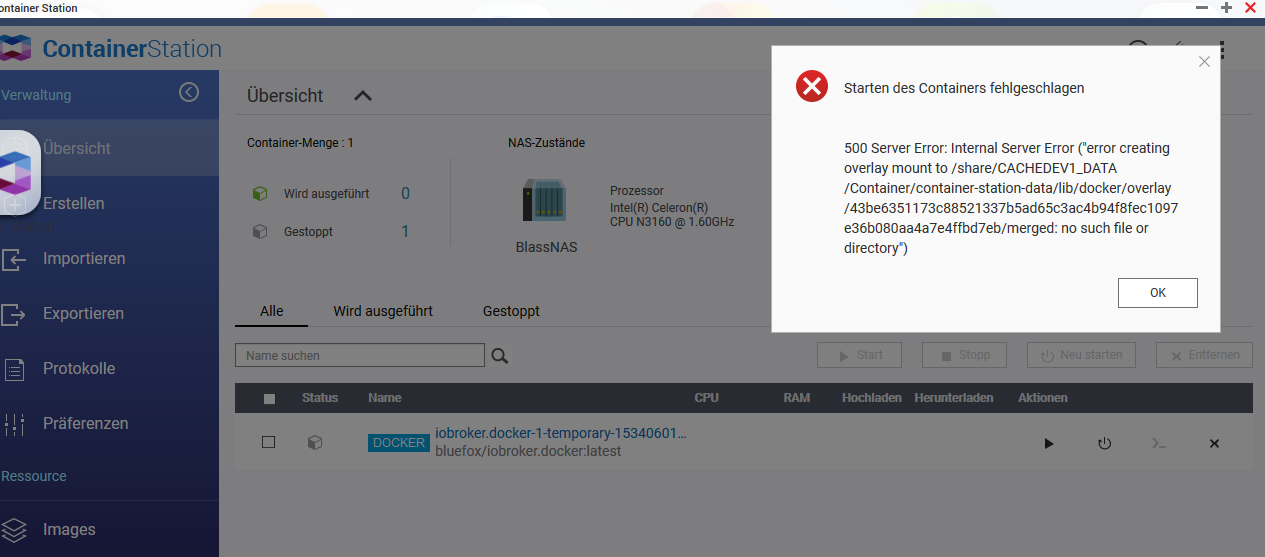 ontainer Station
ContainerStation
Verwaltung
Übersicht
Erstellen
Importieren
Exportieren
Protokolle
Präferenzen
Ressource
Images
Übersicht
Container-Menge : 1
Wird ausgeführt 0
Gestoppt 1
NAS-Zustände
BlassNAS
Prozessor
Intel(R) Celeron(R)
CPU N3160 @ 1.60GHz
Starten des Containers fehlgeschlagen
500 Server Error: Internal Server Error ("error creating
overlay mount to /share/CACHEDEV1_DATA
/Container/container-station-data/lib/docker/overlay
/43be6351173c88521337b5ad65c3ac4b94f8fec1097
e36b080aa4a7e4ffbd7eb/merged: no such file or
directory")
OK
Alle Wird ausgeführt Gestoppt
Name suchen
Start Stopp Neu starten Entfernen
Status Name CPU RAM Hochladen Herunterladen Aktionen
DOCKER iobroker.docker-1-temporary-15340601...
bluefox/iobroker.docker:latest